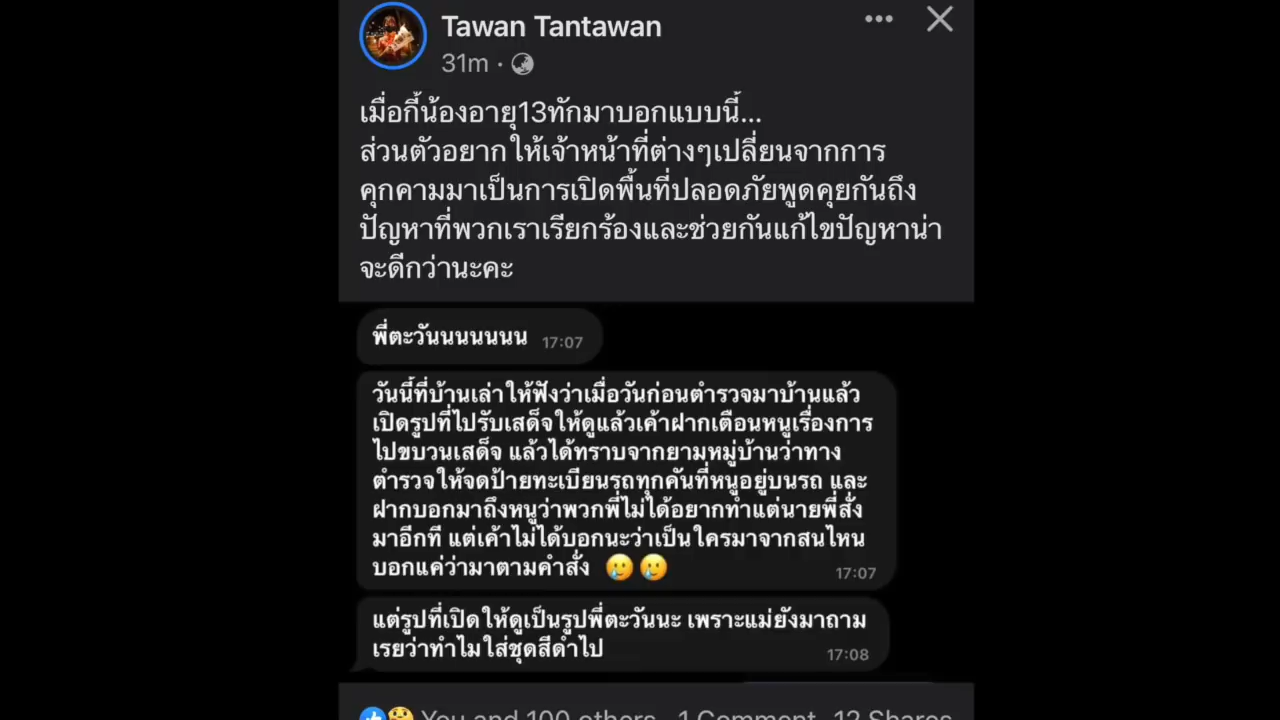 Tawan Tantawan
31m ·
เมื่อกี้น้องอายุ13ทักมาบอกแบบนี้...
ส่วนตัวอยากให้เจ้าหน้าที่ต่างๆเปลี่ยนจากการ
คุกคามมาเป็นการเปิดพื้นที่ปลอดภัยพูดคุยกันถึง
ปัญหาที่พวกเราเรียกร้องและช่วยกันแก้ไขปัญหาน่า
จะดีกว่านะคะ
พี่ตะวันนนนนนน 17:07
วันนี้ที่บ้านเล่าให้ฟังว่าเมื่อวันก่อนตำรวจมาบ้านแล้ว
เปิดรูปที่ไปรับเสด็จให้ดูแล้วเค้าฝากเตือนหนูเรื่องการ
ไปขบวนเสด็จ แล้วได้ทราบจากยามหมู่บ้านว่าทาง
ตำรวจให้จดป้ายทะเบียนรถทุกคันที่หนูอยู่บนรถ และ
ฝากบอกมาถึงหนูว่าพวกพี่ไม่ได้อยากทำแต่นายพี่สั่ง
มาอีกที แต่เค้าไม่ได้บอกนะว่าเป็นใครมาจากสนไหน
บอกแค่ว่ามาตามคำสั่ง 🥲🥲 17:07
แต่รูปที่เปิดให้ดูเป็นรูปพี่ตะวันนะ เพราะแม่ยังมาถาม
เรยว่าทำไมใส่ชุดสีดำไป 17:08
You and 100 others 1 Comment 12 Shares